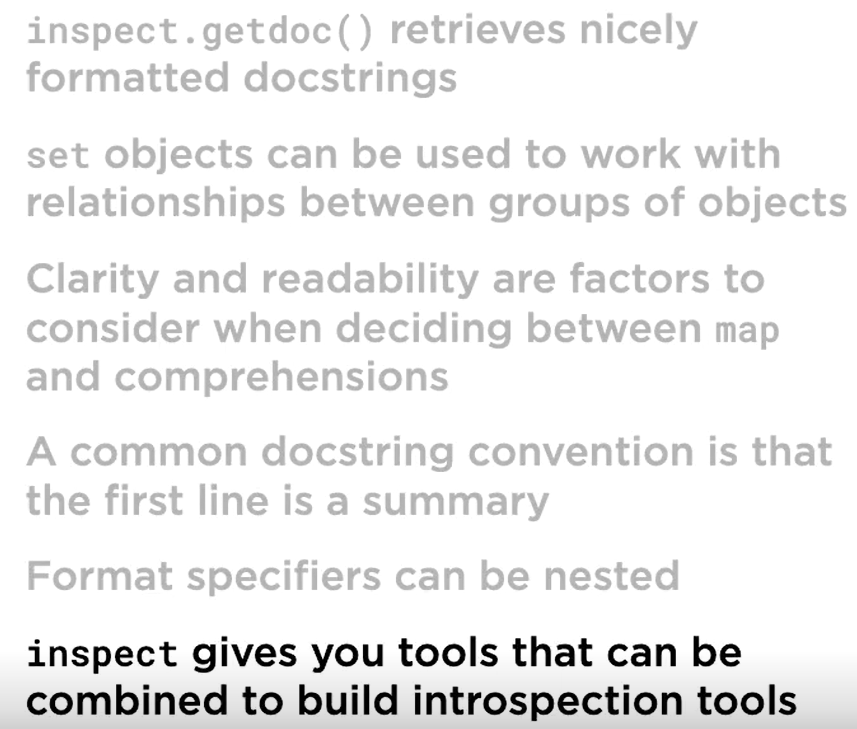 inspect.getdoc() retrieves nicely
formatted docstrings
set objects can be used to work with
relationships between groups of objects
Clarity and readability are factors to
consider when deciding between map
and comprehensions
A common docstring convention is that
the first line is a summary
Format specifiers can be nested
inspect gives you tools that can be
combined to build introspection tools